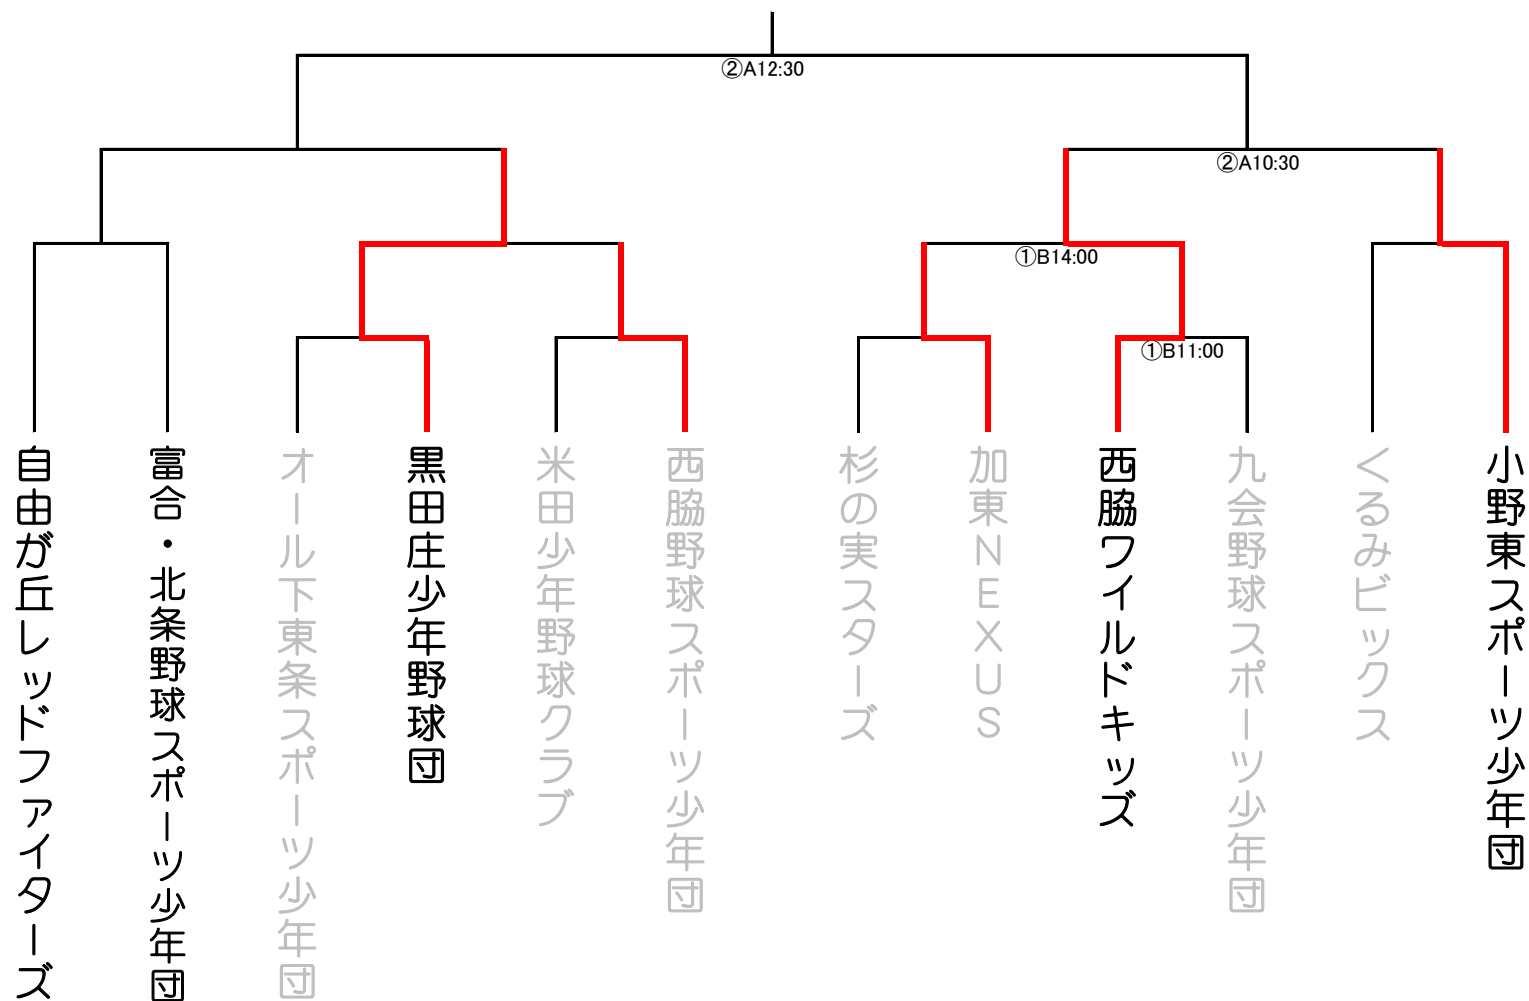 ②A12:30
②A10:30
①B14:00
①B11:00
自由が丘レッドファイターズ
富合・北条野球スポーツ少年団
オール下東条スポーツ少年団
黒田庄少年野球団
米田少年野球クラブ
西脇野球スポーツ少年団
杉の実スターズ
加東NEXUS
西脇ワイルドキッズ
九会野球スポーツ少年団
くるみビックス
小野東スポーツ少年団